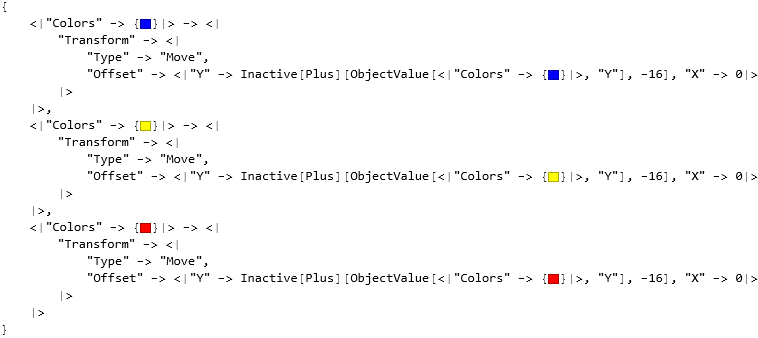 {
<|"Colors" -> {■}|> -> <|
"Transform" -> <|
"Type" -> "Move",
"Offset" -> <|"Y" -> Inactive[Plus][ObjectValue[<|"Colors" -> {■}|>, "Y"], -16], "X" -> 0|>
|>
|>,
<|"Colors" -> {■}|> -> <|
"Transform" -> <|
"Type" -> "Move",
"Offset" -> <|"Y" -> Inactive[Plus][ObjectValue[<|"Colors" -> {■}|>, "Y"], -16], "X" -> 0|>
|>
|>,
<|"Colors" -> {■}|> -> <|
"Transform" -> <|
"Type" -> "Move",
"Offset" -> <|"Y" -> Inactive[Plus][ObjectValue[<|"Colors" -> {■}|>, "Y"], -16], "X" -> 0|>
|>
|>
}